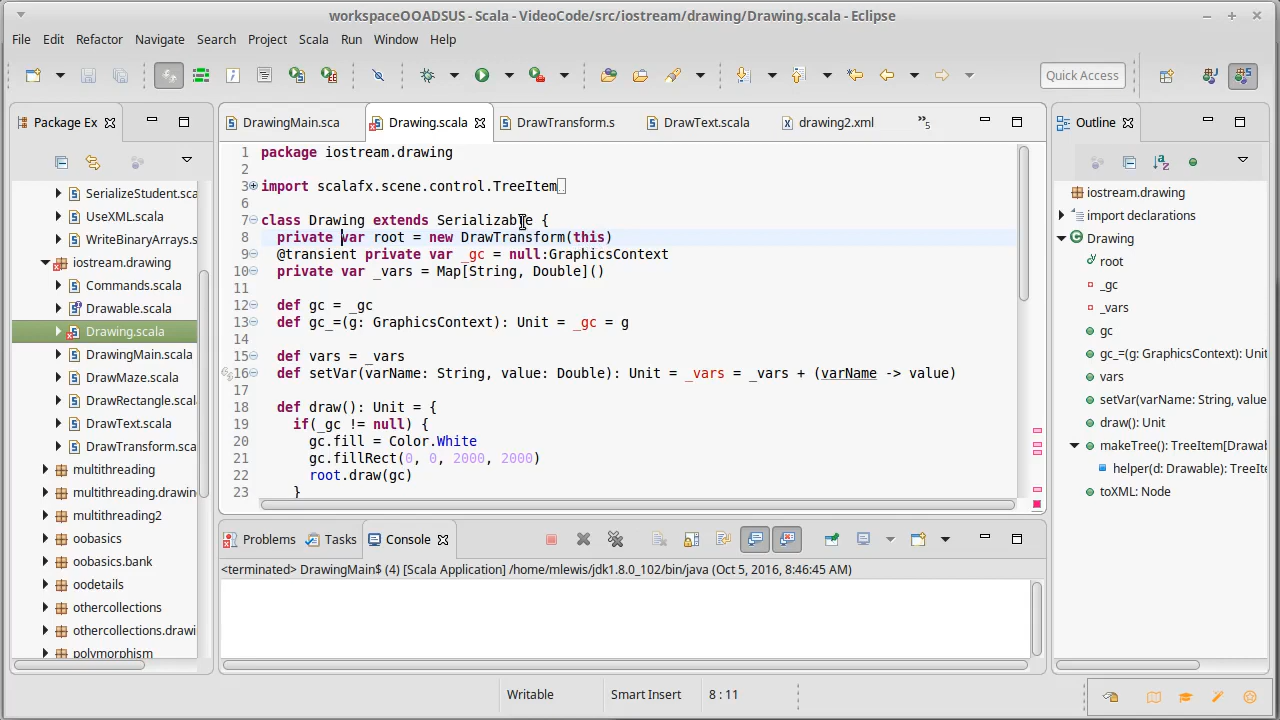 workspaceOOADSUS - Scala - VideoCode/src/iostream/drawing/Drawing.scala - Eclipse
File Edit Refactor Navigate Search Project Scala Run Window Help
Quick Access
Package Ex
SerializeStudent.sca
UseXML.scala
WriteBinaryArrays.s
iostream.drawing
Commands.scala
Drawable.scala
Drawing.scala
DrawingMain.scala
DrawMaze.scala
DrawRectangle.scal
DrawText.scala
DrawTransform.scal
multithreading
multithreading.drawin
multithreading2
oobasics
oobasics.bank
oodetails
othercollections
othercollections.drawi
polymorphism
DrawingMain.sca Drawing.scala DrawTransform.s DrawText.scala drawing2.xml »5
1 package iostream.drawing
2
3 import scalafx.scene.control.TreeItem
6
7 class Drawing extends Serializable {
8 private var root = new DrawTransform(this)
9 @transient private var _gc = null:GraphicsContext
10 private var _vars = Map[String, Double]()
11
12 def gc = _gc
13 def gc_=(g: GraphicsContext): Unit = _gc = g
14
15 def vars = _vars
16 def setVar(varName: String, value: Double): Unit = _vars = _vars + (varName -> value)
17
18 def draw(): Unit = {
19 if(_gc != null) {
20 gc.fill = Color.White
21 gc.fillRect(0, 0, 2000, 2000)
22 root.draw(gc)
23 }
Problems Tasks Console
<terminated> DrawingMain$ (4) [Scala Application] /home/mlewis/jdk1.8.0_102/bin/java (Oct 5, 2016, 8:46:45 AM)
Outline
iostream.drawing
import declarations
Drawing
root
_gc
_vars
gc
gc_=(g: GraphicsContext): Unit
vars
setVar(varName: String, value
draw(): Unit
makeTree(): TreeItem[Drawab
helper(d: Drawable): TreeIte
toXML: Node
Writable Smart Insert 8 : 11